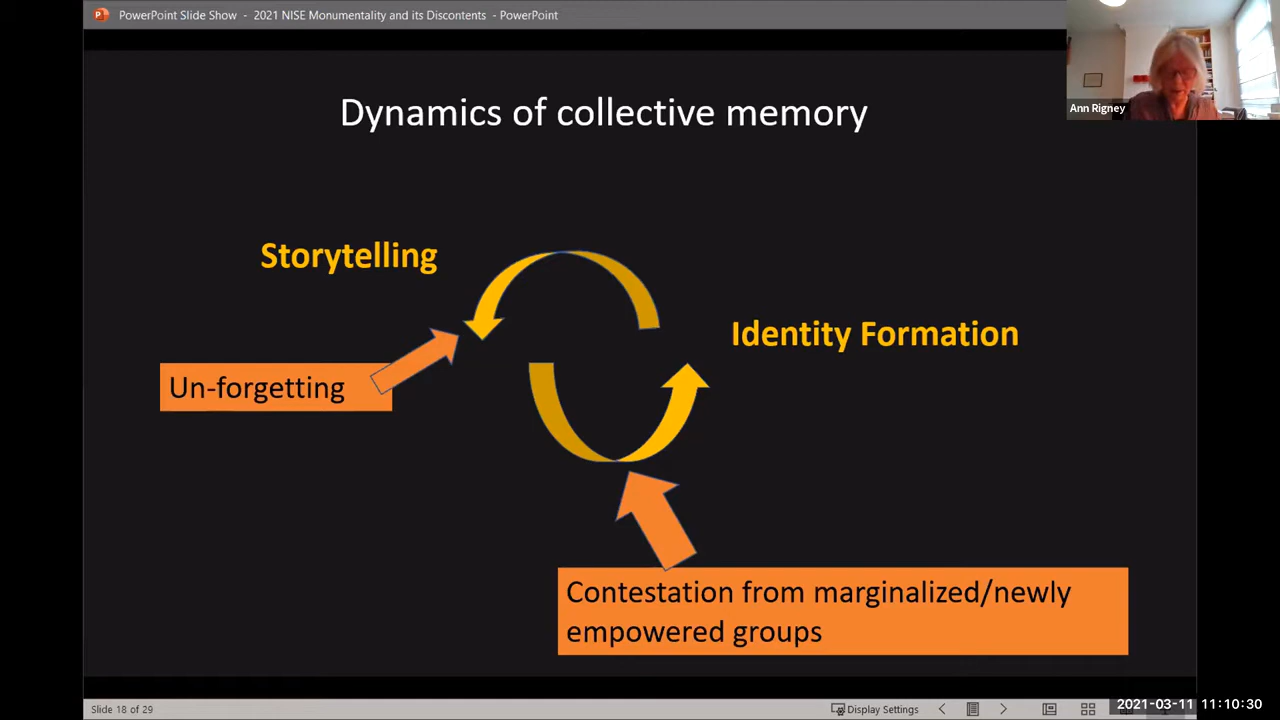 PowerPoint Slide Show - 2021 NISE Monumentality and its Discontents - PowerPoint
Ann Rigney
Dynamics of collective memory
Storytelling
Identity Formation
Un-forgetting
Contestation from marginalized/newly
empowered groups
Slide 18 of 29
Display Settings
2021-03-11 11:10:30